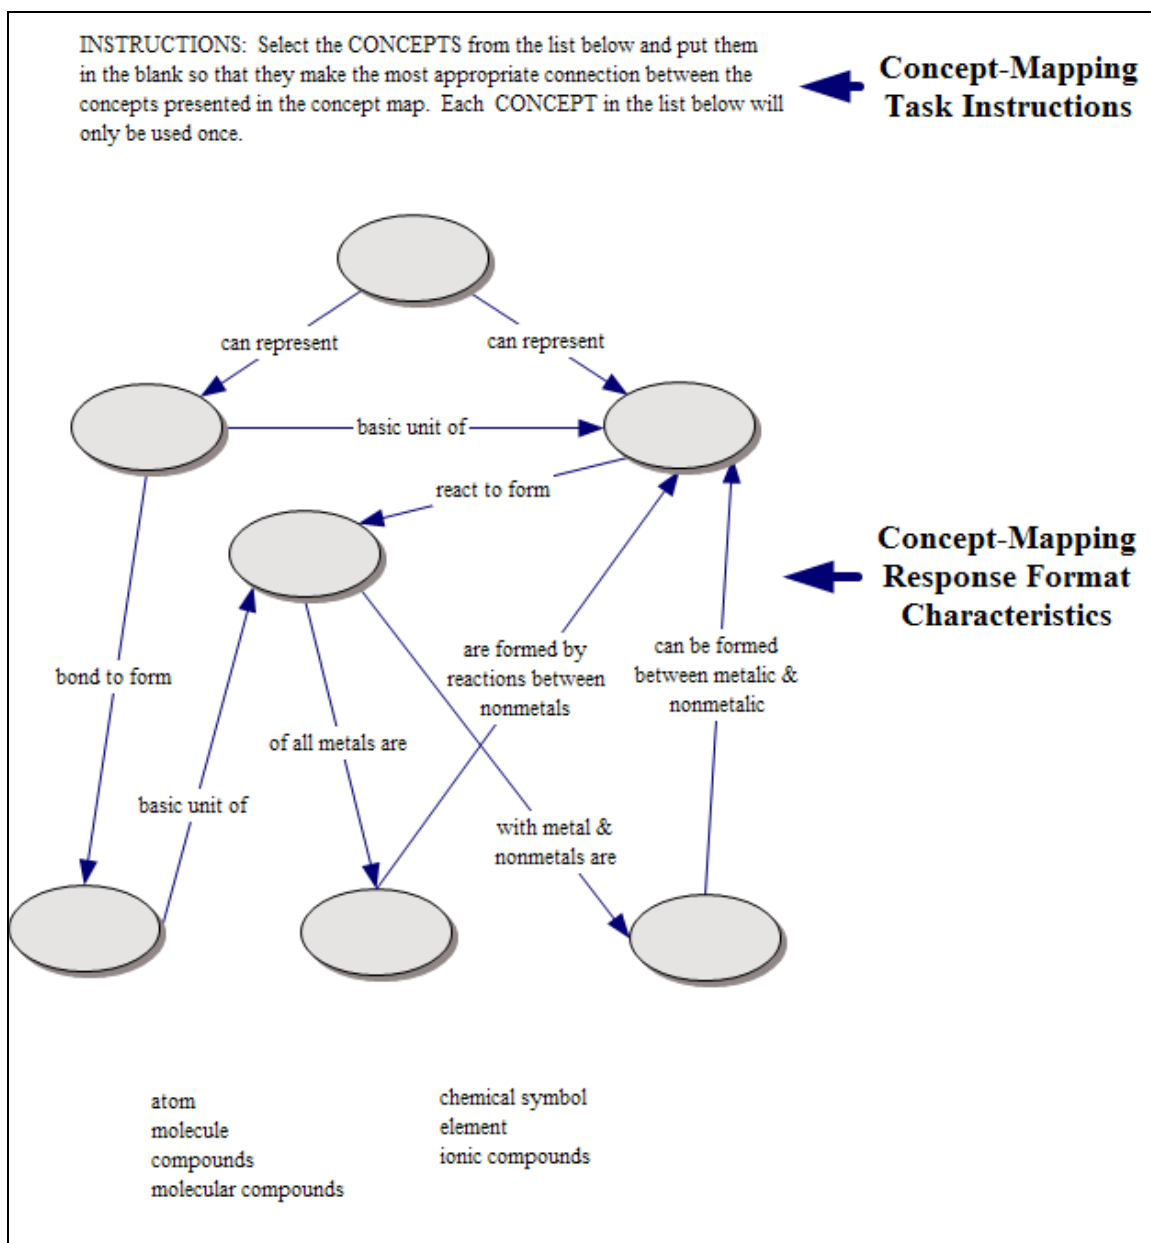 INSTRUCTIONS: Select the CONCEPTS from the list below and put them
in the blank so that they make the most appropriate connection between the
concepts presented in the concept map. Each CONCEPT in the list below will
only be used once.
Concept-Mapping
Task Instructions
can represent
can represent
basic unit of
react to form
Concept-Mapping
Response Format
Characteristics
bond to form
are formed by
reactions between
nonmetals
can be formed
between metalic &
nonmetalic
of all metals are
basic unit of
with metal &
nonmetals are
atom
molecule
compounds
molecular compounds
chemical symbol
element
ionic compounds